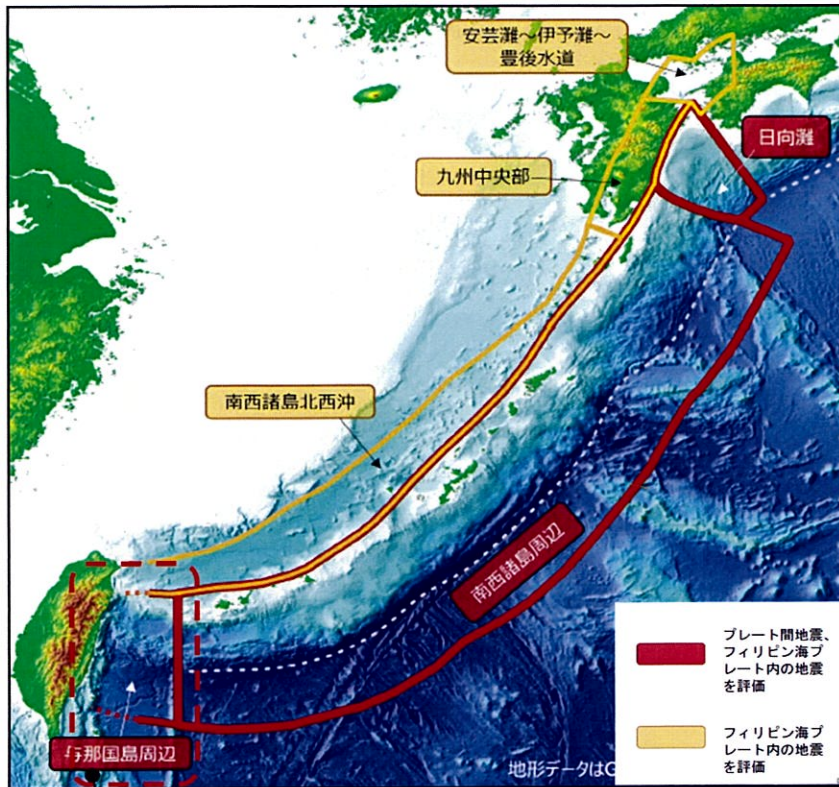 安芸灘～伊予灘～
豊後水道
日向灘
九州中央部
南西諸島北西沖
南西諸島周辺
与那国島周辺
プレート間地震、
フィリピン海プ
レート内の地震
を評価
フィリピン海プ
レート内の地震
を評価
地形データはG